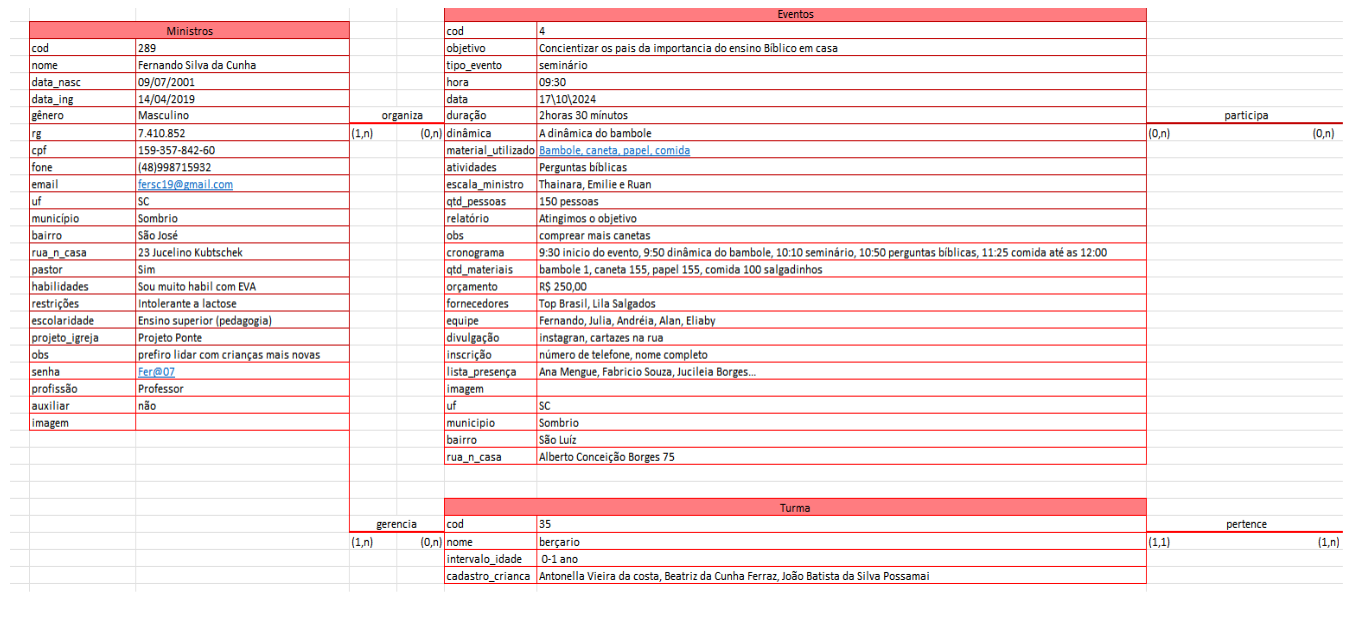 Eventos
Ministros
cod 4
cod 289
objetivo Concientizar os pais da importancia do ensino Bíblico em casa
nome Fernando Silva da Cunha
tipo_evento seminário
data_nasc 09/07/2001
hora 09:30
data_ing 14/04/2019
data 17\10\2024
gênero Masculino
organiza
duração 2horas 30 mínutos
participa
rg 7.410.852
(1,n) (0,n)
dinâmica A dinâmica do bambole
(0,n) (0,n)
cpf 159-357-842-60
material_utilizado Bambole, caneta, papel, comida
fone (48)998715932
atividades Perguntas bíblicas
email fersc19@gmail.com
escala_ministro Thainara, Emilie e Ruan
uf SC
qtd_pessoas 150 pessoas
município Sombrio
relatório Atingimos o objetivo
bairro São José
obs comprear mais canetas
rua_n_casa 23 Jucelino Kubtschek
cronograma 9:30 inicio do evento, 9:50 dinâmica do bambole, 10:10 seminário, 10:50 perguntas bíblicas, 11:25 comida até as 12:00
pastor Sim
qtd_materiais bambole 1, caneta 155, papel 155, comida 100 salgadinhos
habilidades Sou muito habil com EVA
orçamento R$ 250,00
restrições Intolerante a lactose
fornecedores Top Brasil, Lila Salgados
escolaridade Ensino superior (pedagogia)
equipe Fernando, Julia, Andréia, Alan, Eliaby
projeto_igreja Projeto Ponte
divulgação instagran, cartazes na rua
obs prefiro lidar com crianças mais novas
inscrição número de telefone, nome completo
senha Fer@07
lista_presença Ana Mengue, Fabricio Souza, Jucileia Borges...
profissão Professor
imagem
auxiliar não
uf SC
imagem
municipio Sombrio
bairro São Luíz
rua_n_casa Alberto Conceição Borges 75
Turma
gerencia
cod 35
pertence
(1,n) (0,n)
nome berçario
(1,1) (1,n)
intervalo_idade 0-1 ano
cadastro_crianca Antonella Vieira da costa, Beatriz da Cunha Ferraz, João Batista da Silva Possamai